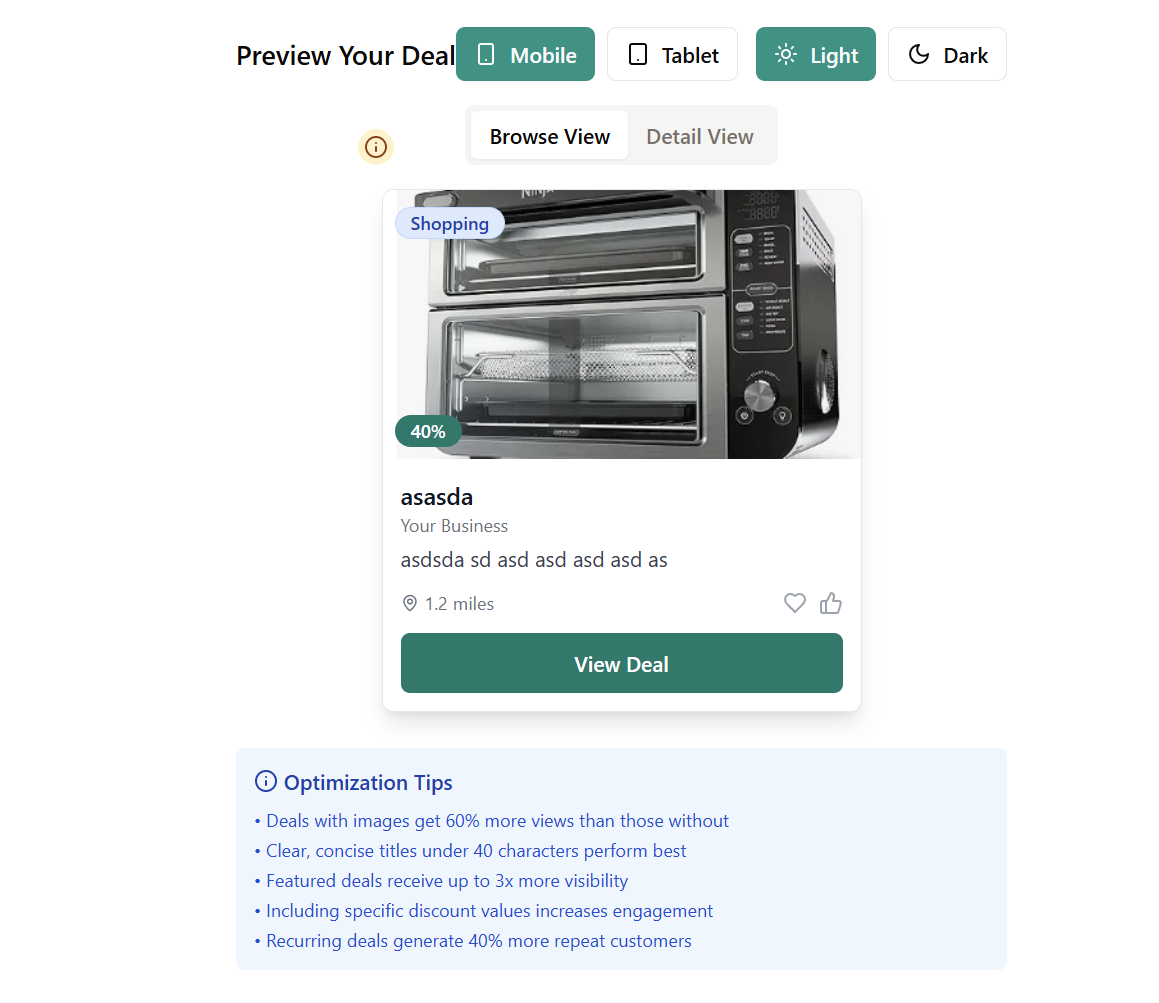 Preview Your Deal
Mobile
Tablet
Light
Dark
Browse View
Detail View
Shopping
40%
asasda
Your Business
asdsda sd asd asd asd asd as
1.2 miles
View Deal
Optimization Tips
• Deals with images get 60% more views than those without
• Clear, concise titles under 40 characters perform best
• Featured deals receive up to 3x more visibility
• Including specific discount values increases engagement
• Recurring deals generate 40% more repeat customers